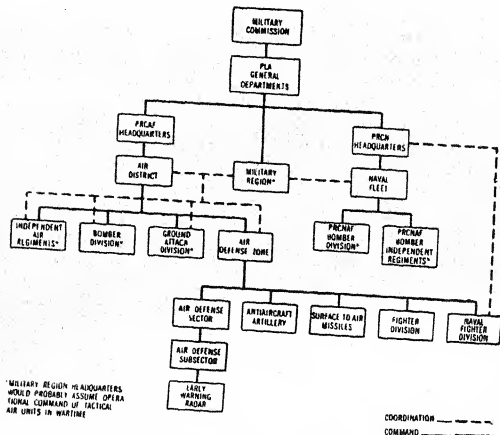 MILITARY
COMMISSION
PLA
GENERAL
DEPARTMENTS
PRCAF
HEADQUARTERS
PRCN
HEADQUARTERS
AIR
DISTRICT
MILITARY
REGION*
NAVAL
FLEET
INDEPENDENT
AIR
REGIMENTS*
BOMBER
DIVISION*
GROUND
ATTACK
DIVISION*
AIR
DEFENSE ZONE
PRCNAF
BOMBER
DIVISION*
PRCNAF
BOMBER
INDEPENDENT
REGIMENTS*
AIR DEFENSE
SECTOR
ANTIAIRCRAFT
ARTILLERY
SURFACE TO AIR
MISSILES
FIGHTER
DIVISION
NAVAL
FIGHTER
DIVISION
AIR DEFENSE
SUBSECTOR
EARLY
WARNING
RADAR
*MILITARY REGION HEADQUARTERS
WOULD PROBABLY ASSUME OPERA
TIONAL COMMAND OF TACTICAL
AIR UNITS IN WARTIME
COORDINATION
COMMAND